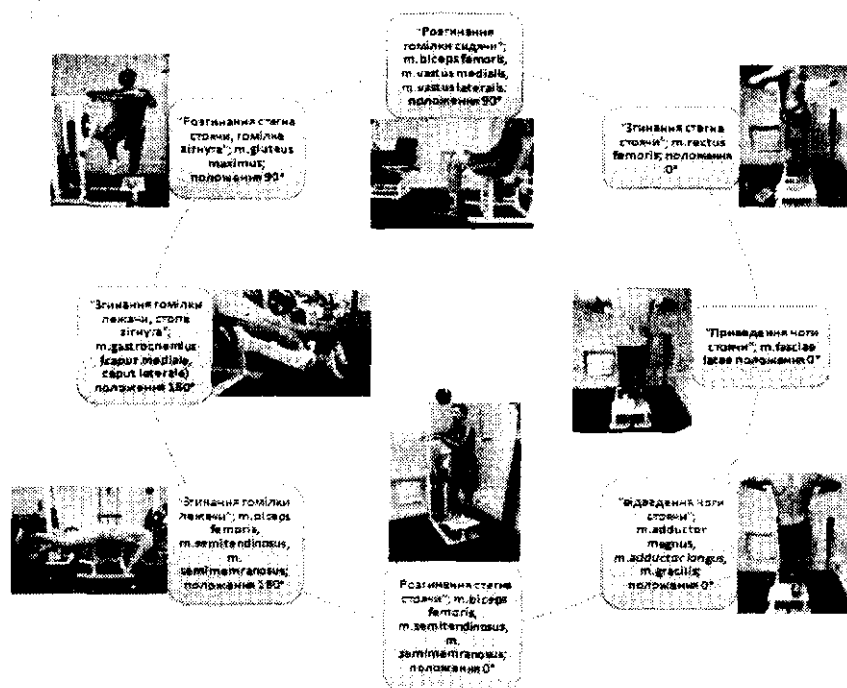 "Розгинання
гомілки сидячи";
m.biceps femoris,
m.vastus medialis,
m.vastus lateralis;
положення 90°
"Згинання стегна
стоячи"; m.rectus
femoris; положення
0°
"Приведення ноги
стоячи"; m.fasciae
latae положення 0°
"Відведення ноги
стоячи";
m.adductor
magnus,
m.adductor longus,
m.gracilis;
положення 0°
Розгинання стегна
стоячи"; m.biceps
femoris,
m.semitendinosus,
m.
semimemranosus;
положення 0°
"Згинання гомілки
лежачи"; m.biceps
femoris,
m.semitendinosus,
m.
semimemranosus;
положення 180°
"Згинання гомілки
лежачи, стопа
зігнута";
m.gastrocnemius
(caput mediale,
caput laterale)
положення 180°
"Розгинання стегна
стоячи, гомілка
зігнута"; m.gluteus
maximus;
положення 90°